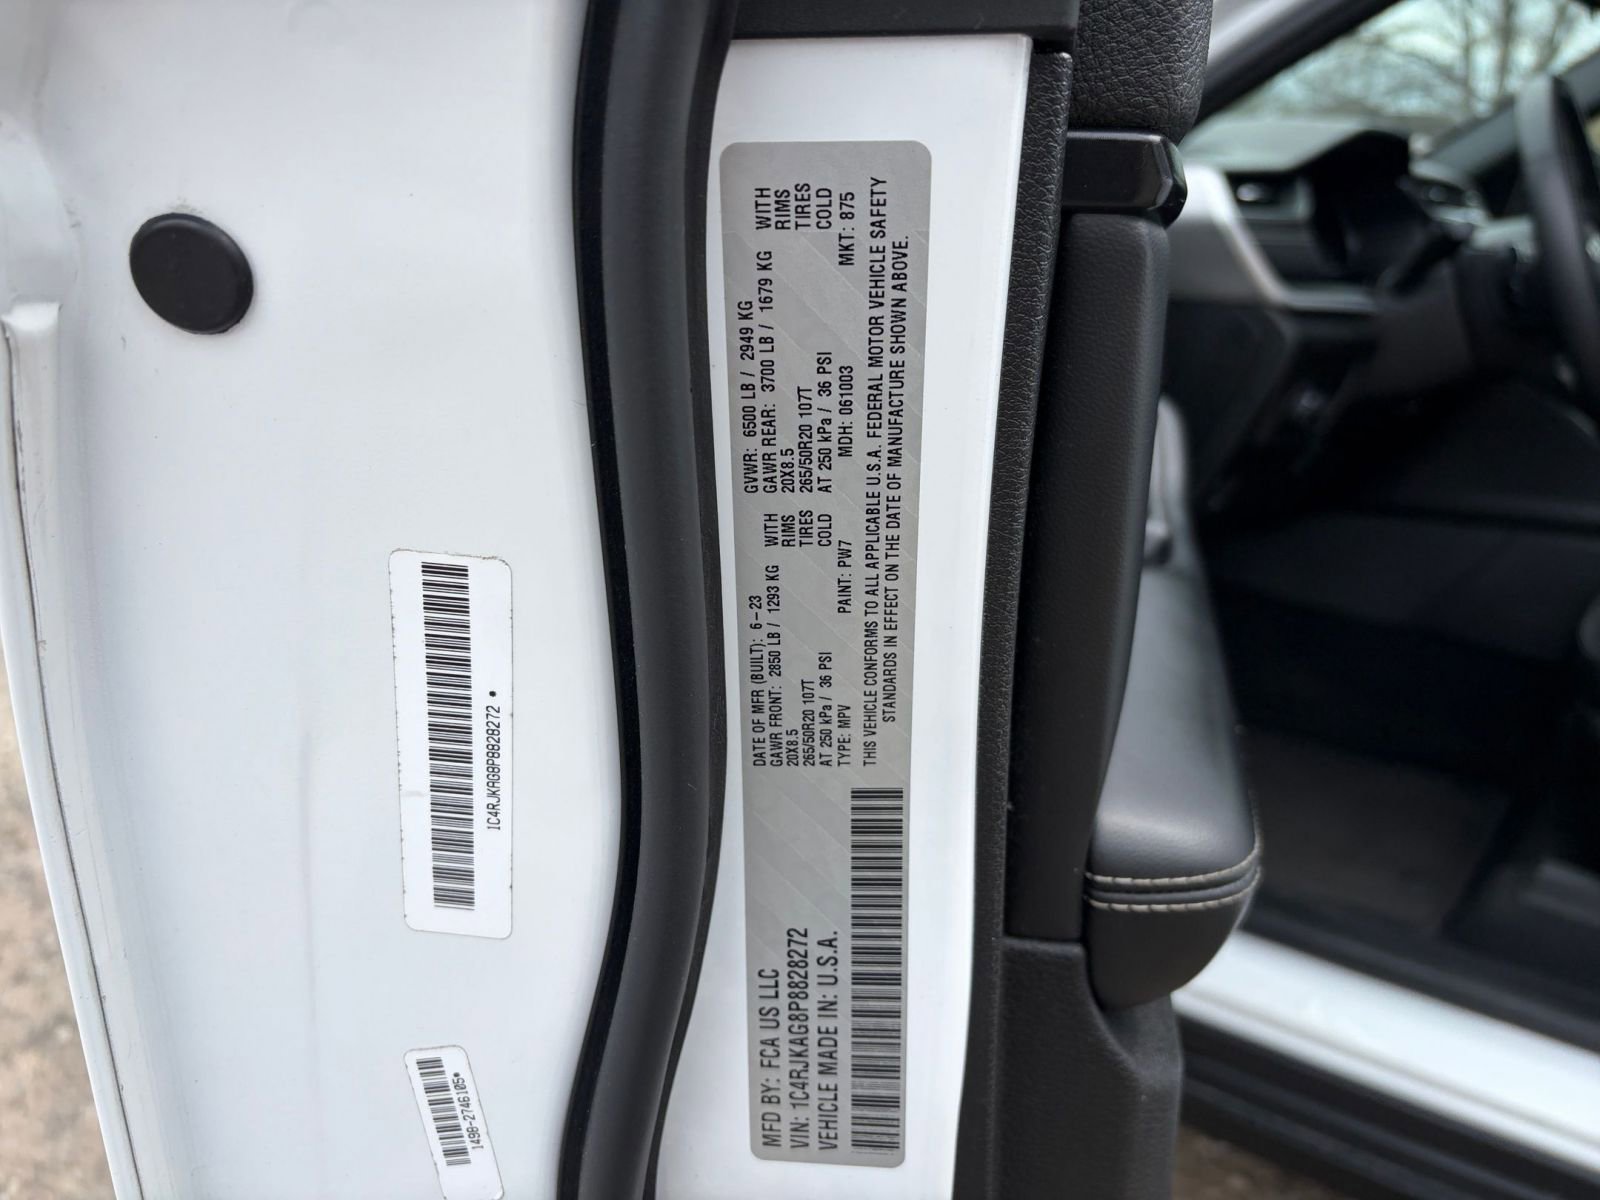 MFD BY: FCA US LLC
VIN: 1C4RJKAG8P8828272
VEHICLE MADE IN: U.S.A.
DATE OF MFR (BUILT): 6-23
GVWR: 6500 LB / 2949 KG
GAWR FRONT: 2850 LB / 1293 KG WITH
20X8.5 RIMS
265/50R20 107T TIRES
AT 250 kPa / 36 PSI COLD
GAWR REAR: 3700 LB / 1679 KG WITH
20X8.5 RIMS
265/50R20 107T TIRES
AT 250 kPa / 36 PSI COLD
TYPE: MPV PAINT: PW7 MDH: 061003 MKT: 875
THIS VEHICLE CONFORMS TO ALL APPLICABLE U.S.A. FEDERAL MOTOR VEHICLE SAFETY
STANDARDS IN EFFECT ON THE DATE OF MANUFACTURE SHOWN ABOVE.
1C4RJKAG8P8828272 *
1498-2746105*